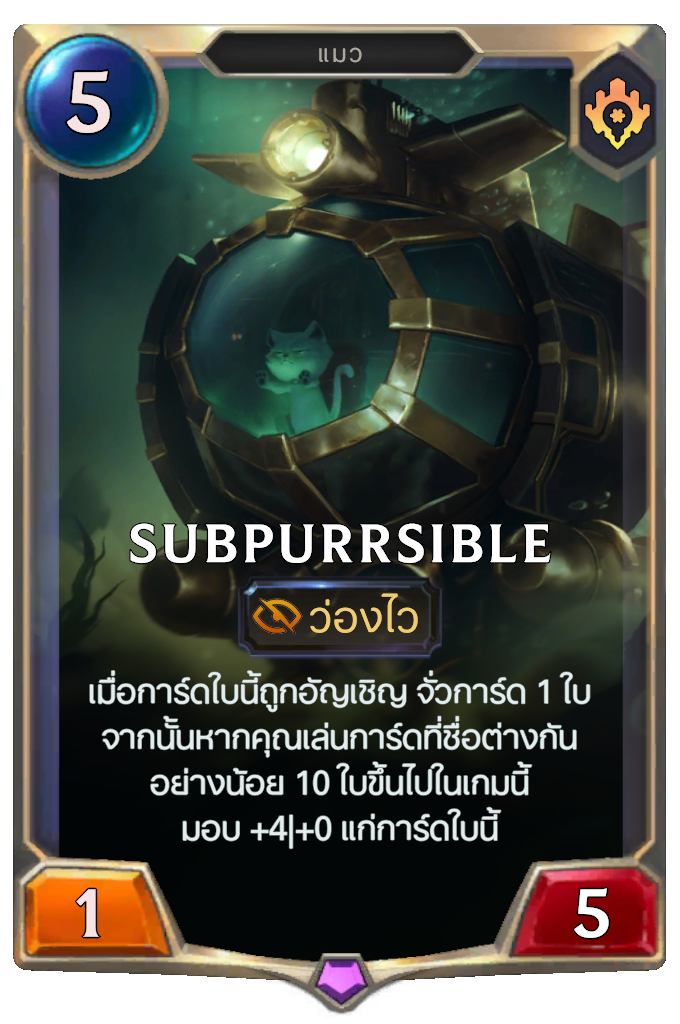 แมว
5
SUBPURRSIBLE
ว่องไว
เมื่อการ์ดใบนี้ถูกอัญเชิญ จั่วการ์ด 1 ใบ
จากนั้นหากคุณเล่นการ์ดที่ชื่อต่างกัน
อย่างน้อย 10 ใบขึ้นไปในเกมนี้
มอบ +4|+0 แก่การ์ดใบนี้
1
5